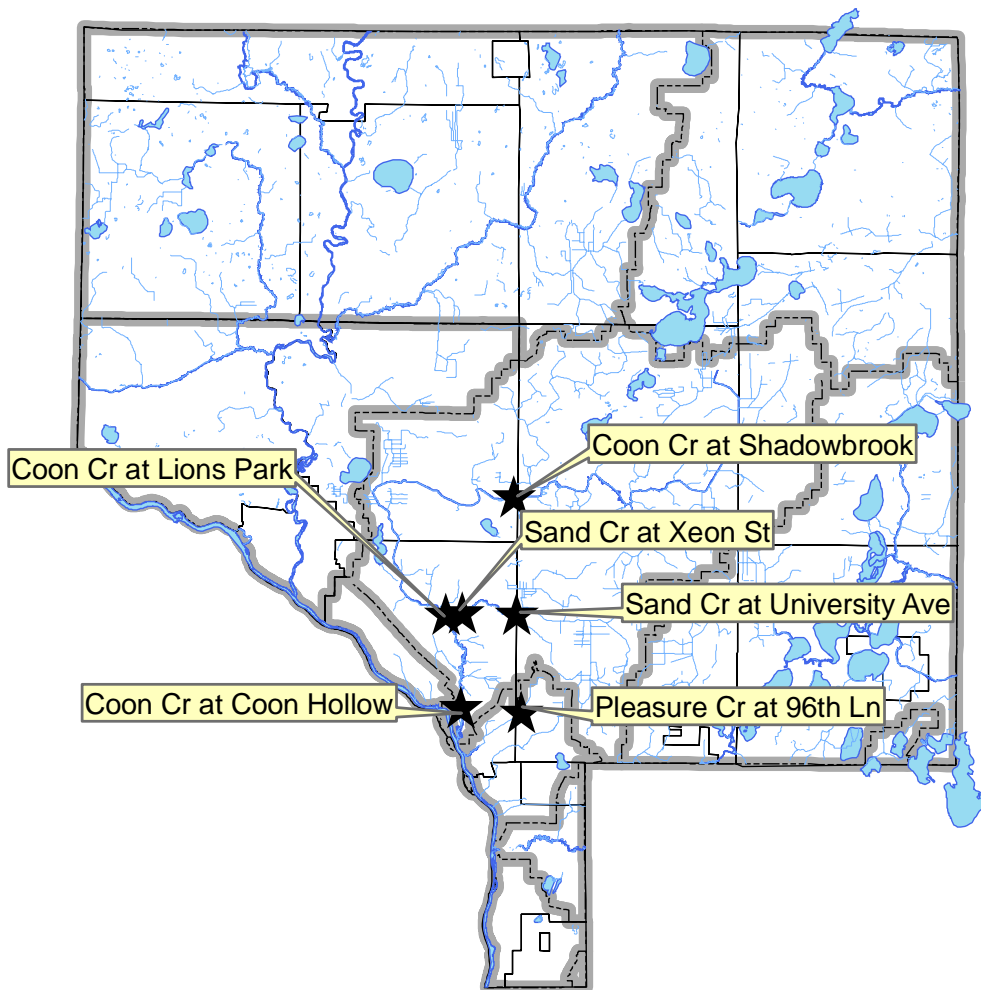 Coon Cr at Shadowbrook
Coon Cr at Lions Park
Sand Cr at Xeon St
Sand Cr at University Ave
Coon Cr at Coon Hollow
Pleasure Cr at 96th Ln